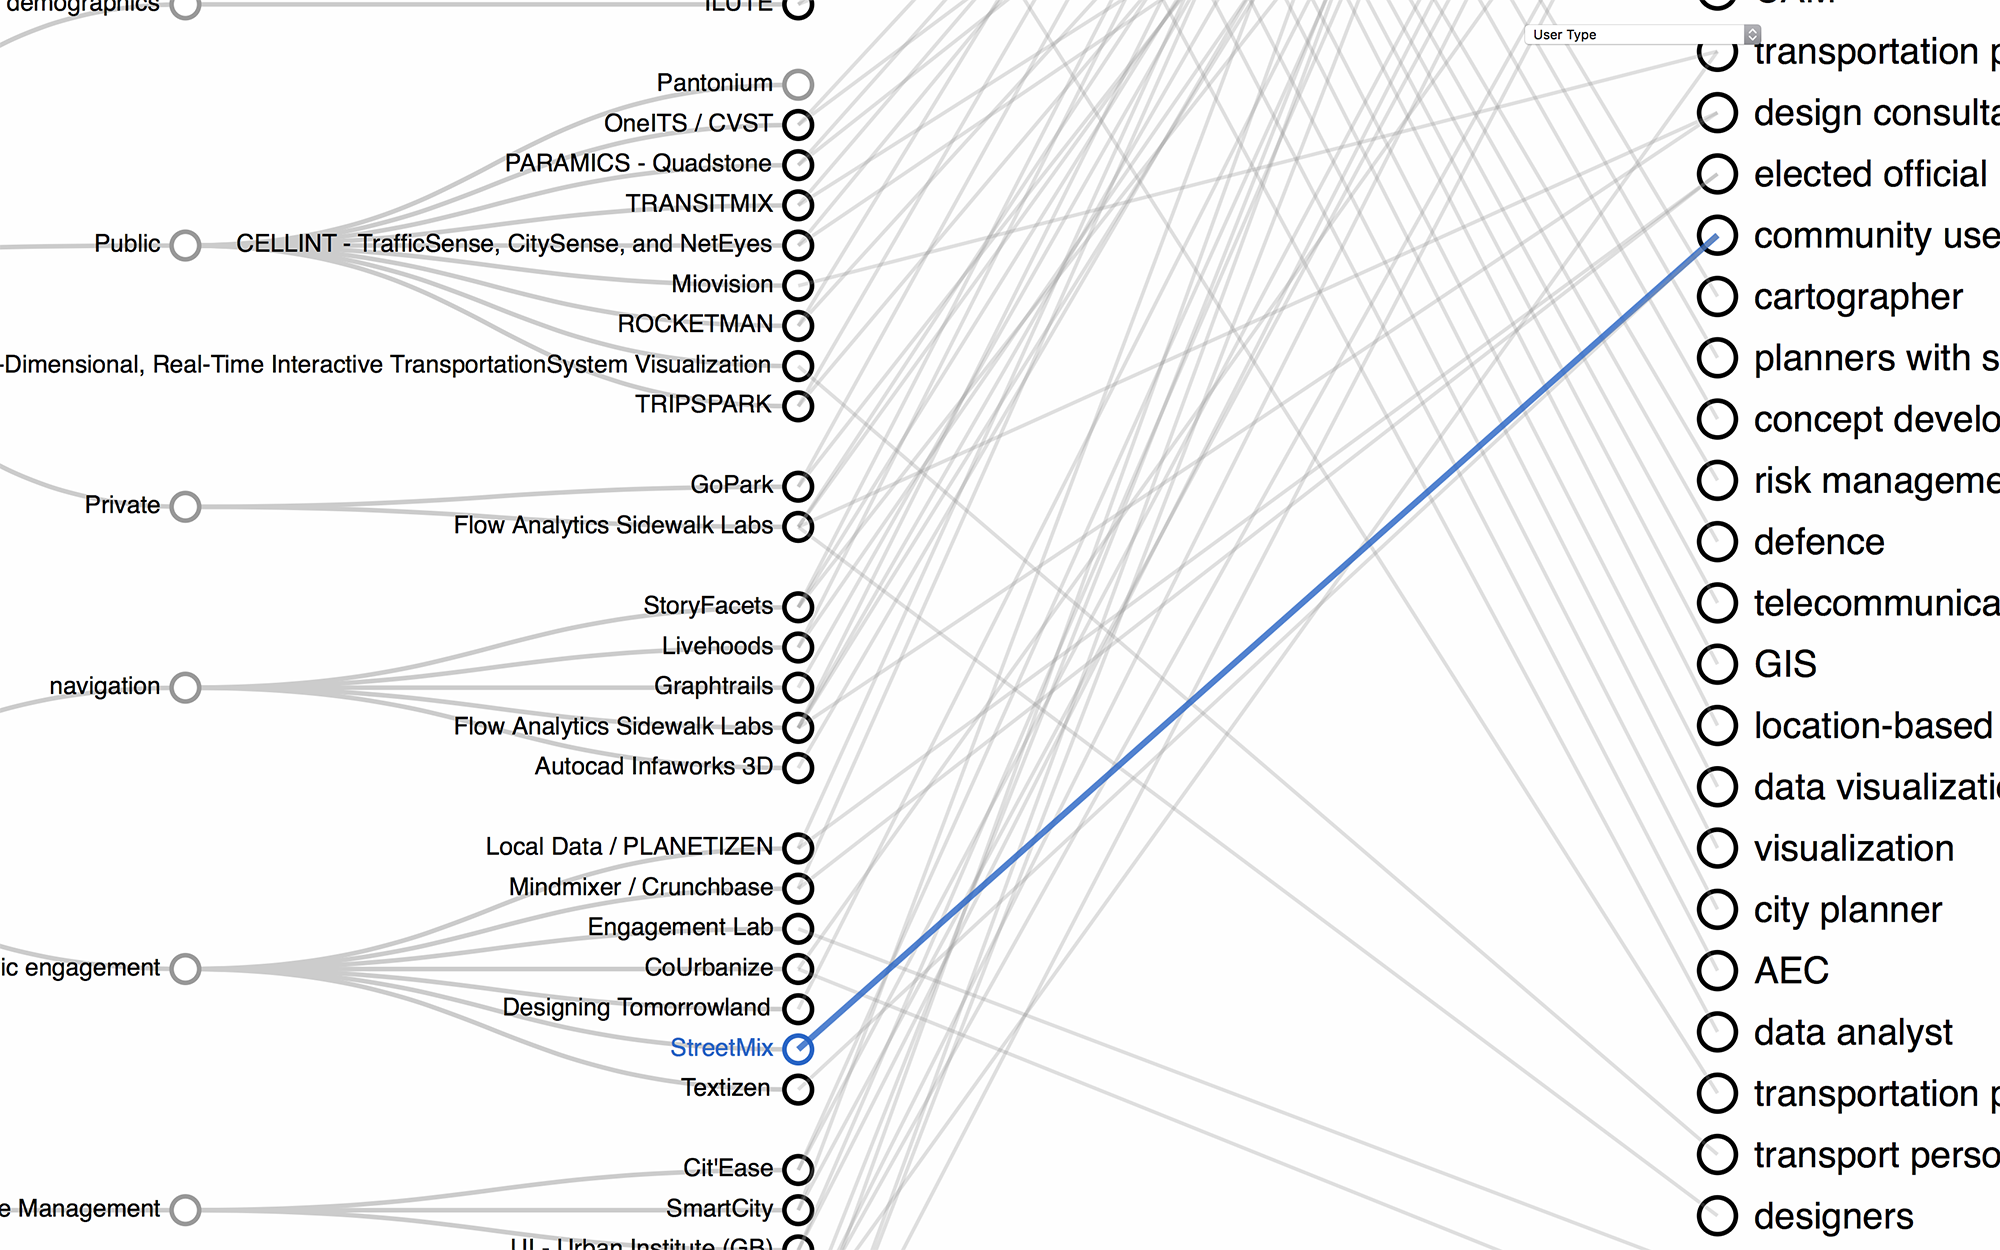 demographics
ILUTE
Pantonium
OneITS / CVST
PARAMICS - Quadstone
TRANSITMIX
Public
CELLINT - TrafficSense, CitySense, and NetEyes
Miovision
ROCKETMAN
-Dimensional, Real-Time Interactive TransportationSystem Visualization
TRIPSPARK
Private
GoPark
Flow Analytics Sidewalk Labs
navigation
StoryFacets
Livehoods
Graphtrails
Flow Analytics Sidewalk Labs
Autocad Infaworks 3D
ic engagement
Local Data / PLANETIZEN
Mindmixer / Crunchbase
Engagement Lab
CoUrbanize
Designing Tomorrowland
StreetMix
Textizen
e Management
Cit'Ease
SmartCity
UI - Urban Institute (GB)
User Type
transportation p
design consulta
elected official
community use
cartographer
planners with s
concept develo
risk manageme
defence
telecommunica
GIS
location-based
data visualizati
visualization
city planner
AEC
data analyst
transportation p
transport perso
designers